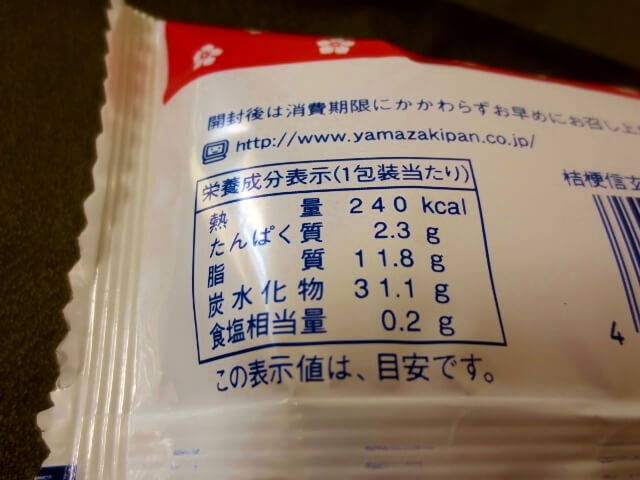 開封後は消費期限にかかわらずお早めにお召し上
http://www.yamazakipan.co.jp/
栄養成分表示(1包装当たり)
熱量 240 kcal
たんぱく質 2.3 g
脂質 11.8 g
炭水化物 31.1 g
食塩相当量 0.2 g
この表示値は、目安です。
桔梗信玄
4